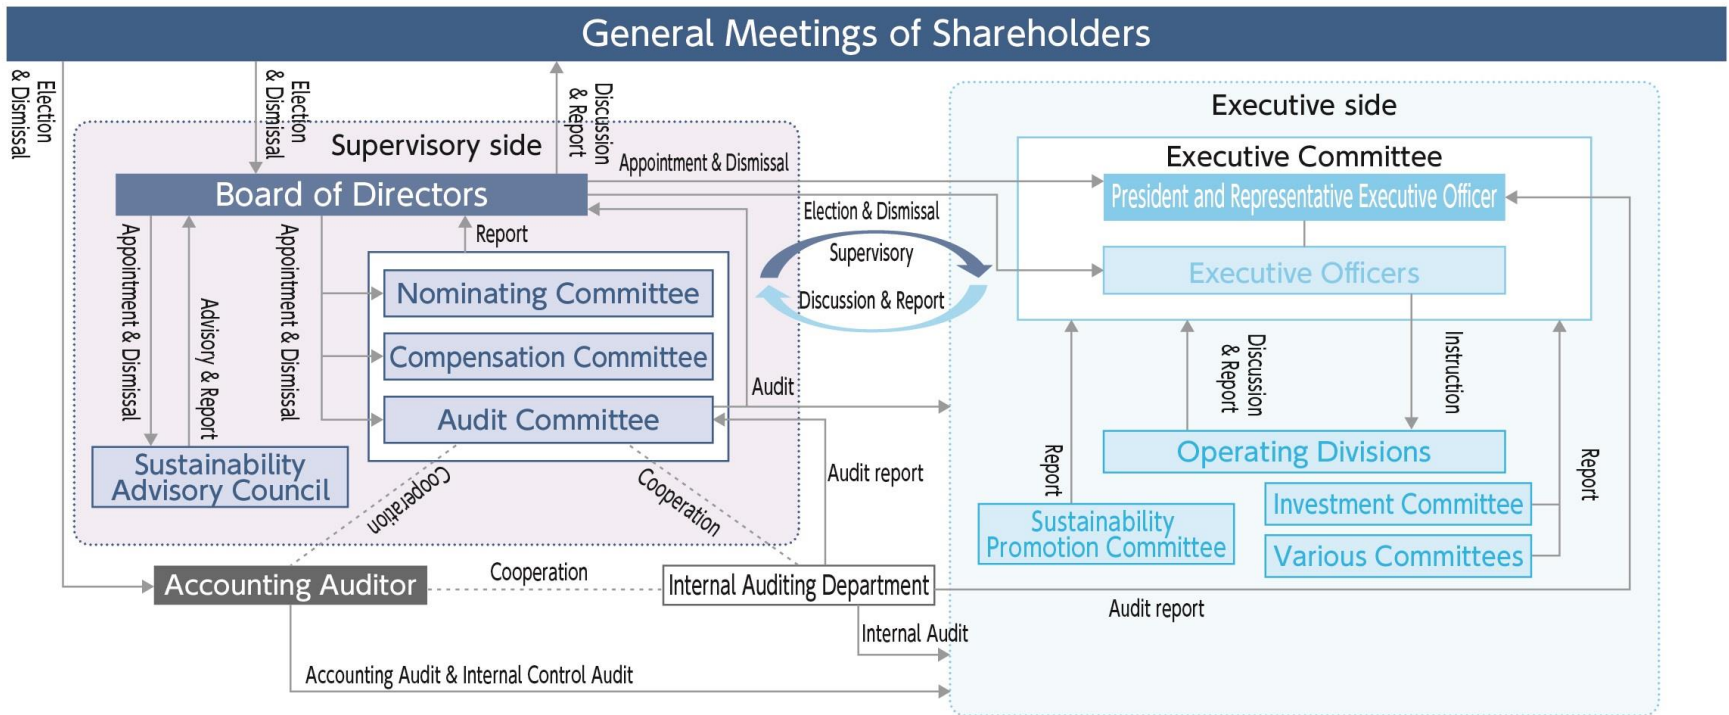 General Meetings of Shareholders
Election
& Dismissal
Election
& Dismissal
Discussion
& Report
Supervisory side
Board of Directors
Appointment & Dismissal
Advisory & Report
Appointment & Dismissal
Report
Nominating Committee
Compensation Committee
Audit Committee
Sustainability
Advisory Council
Cooperation
Cooperation
Appointment & Dismissal
Election & Dismissal
Supervisory
Discussion & Report
Audit
Audit report
Executive side
Executive Committee
President and Representative Executive Officer
Executive Officers
Discussion
& Report
Instruction
Report
Report
Operating Divisions
Investment Committee
Various Committees
Sustainability
Promotion Committee
Accounting Auditor
Cooperation
Internal Auditing Department
Audit report
Internal Audit
Accounting Audit & Internal Control Audit